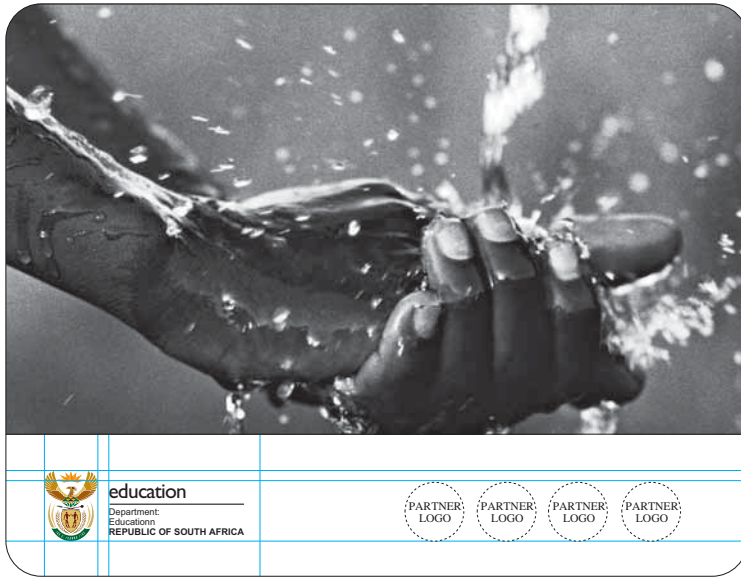 education
Department:
Educationn
REPUBLIC OF SOUTH AFRICA
PARTNER
LOGO
PARTNER
LOGO
PARTNER
LOGO
PARTNER
LOGO